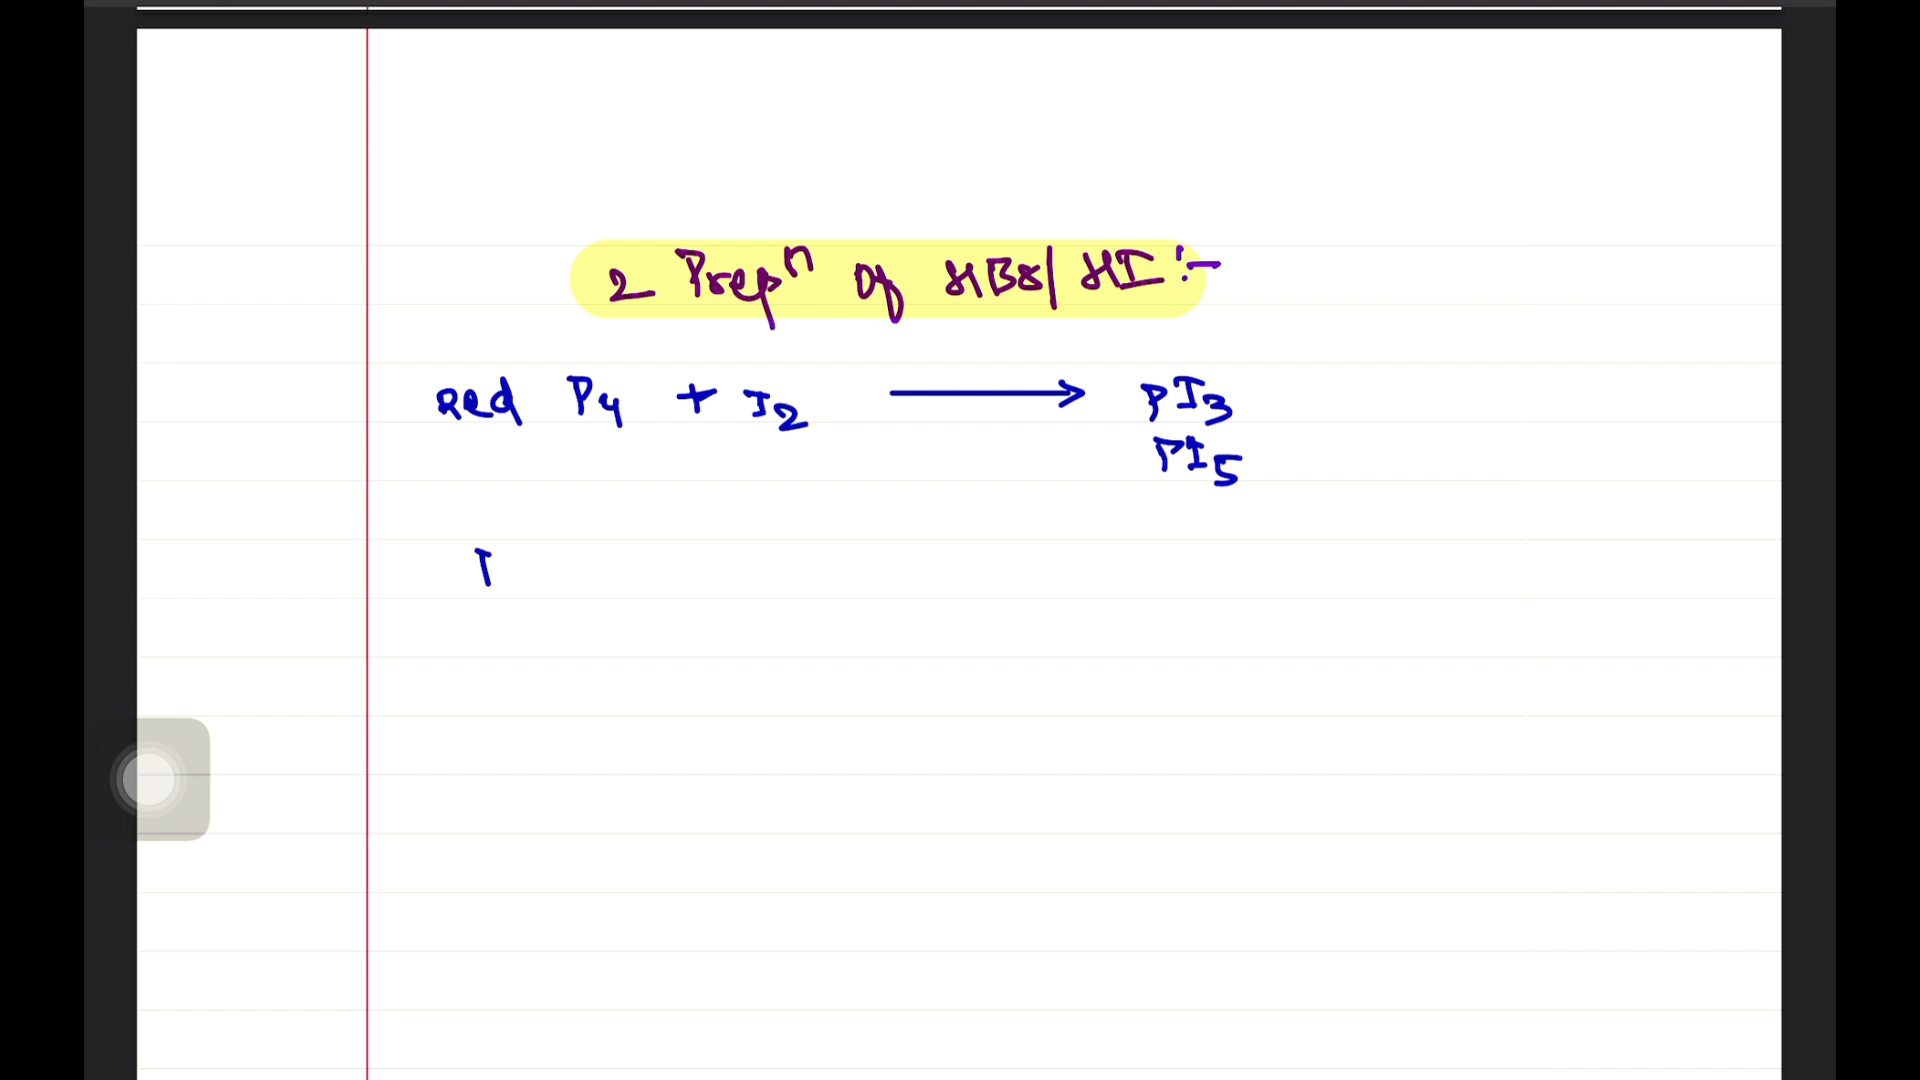 2 Prepⁿ of HBr/ HI :-
Red P₄ + I₂ ⟶ PI₃
PI₅